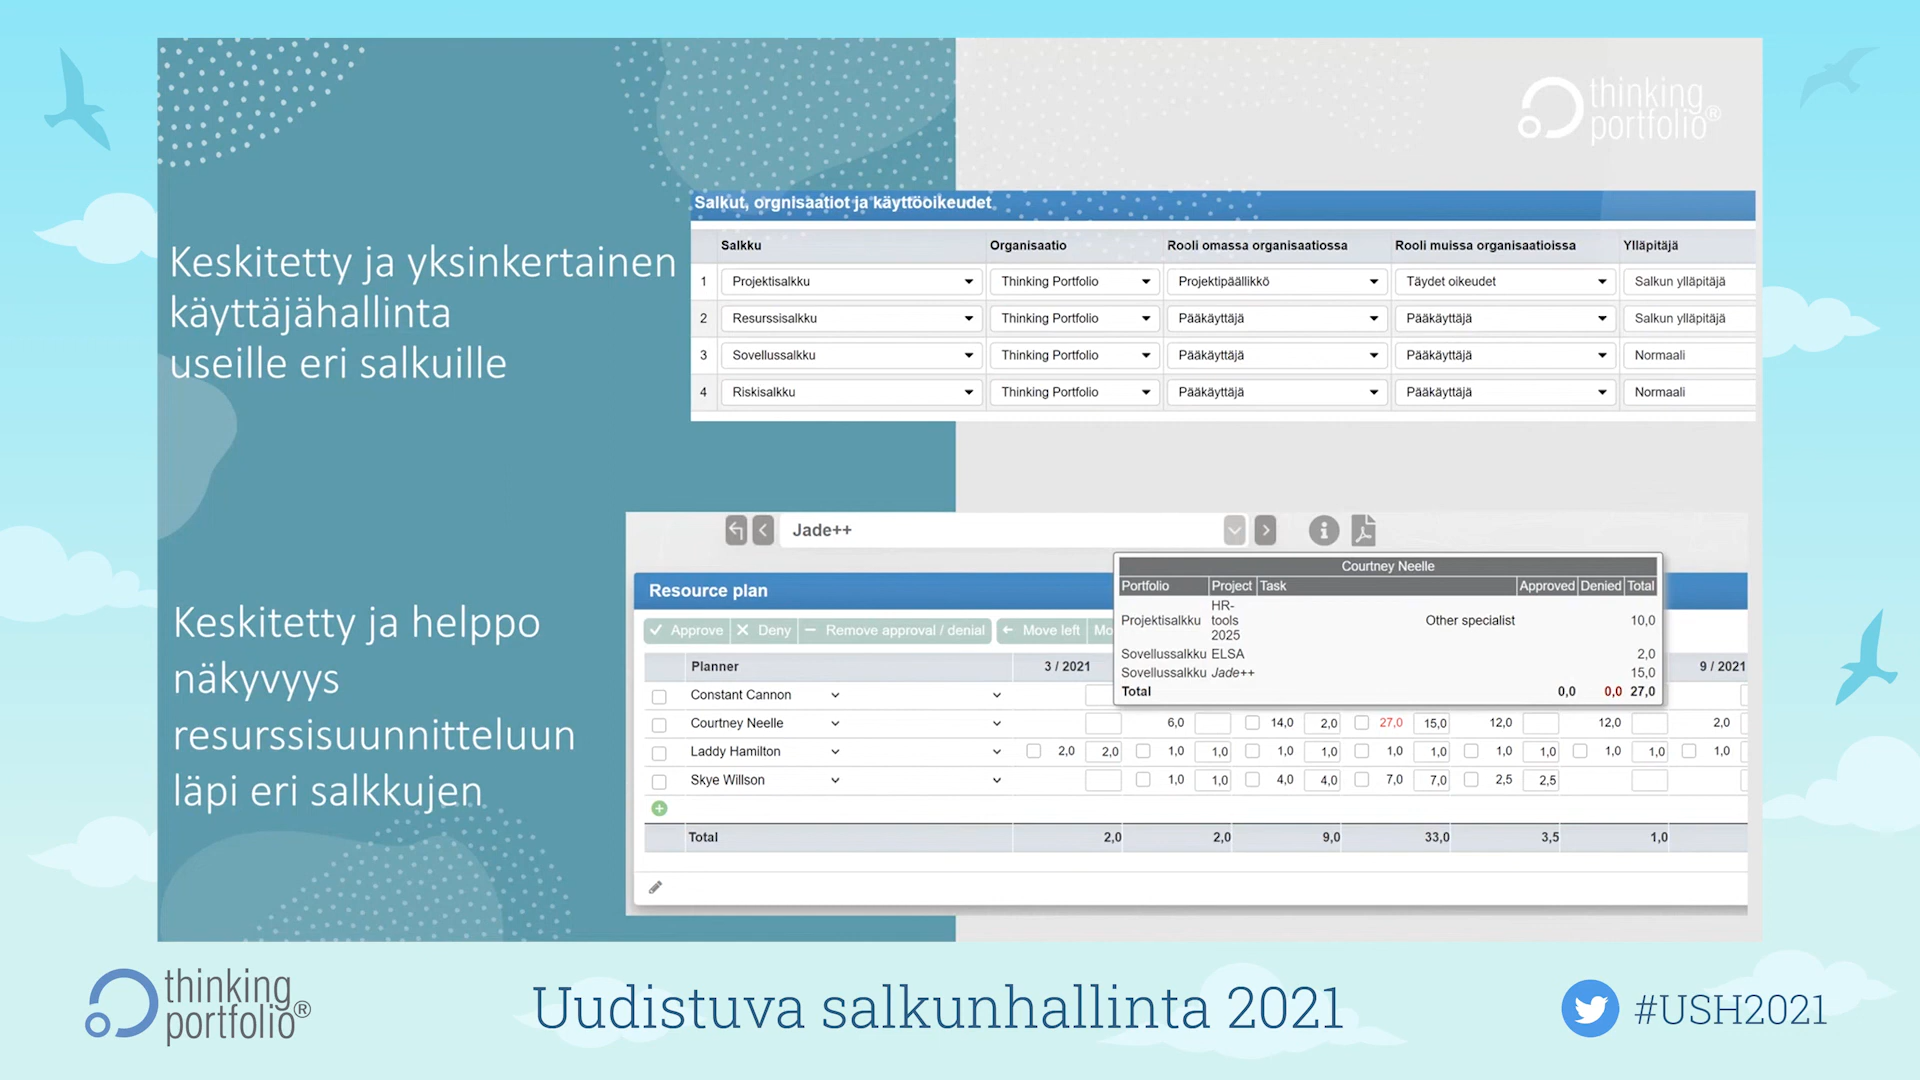 thinking
portfolio®
Keskitetty ja yksinkertainen
käyttäjähallinta
useille eri salkuille
Salkut, orgnisaatiot ja käyttöoikeudet
Salkku Organisaatio Rooli omassa organisaatiossa Rooli muissa organisaatioissa Ylläpitäjä
1 Projektisalkku Thinking Portfolio Projektipäällikkö Täydet oikeudet Salkun ylläpitäjä
2 Resurssisalkku Thinking Portfolio Pääkäyttäjä Pääkäyttäjä Salkun ylläpitäjä
3 Sovellussalkku Thinking Portfolio Pääkäyttäjä Pääkäyttäjä Normaali
4 Riskisalkku Thinking Portfolio Pääkäyttäjä Pääkäyttäjä Normaali
Keskitetty ja helppo
näkyvyys
resurssisuunnitteluun
läpi eri salkkujen
Jade++
Resource plan
Approve Deny Remove approval / denial Move left Mo
Courtney Neelle
Portfolio Project Task Approved Denied Total
Projektisalkku HR-tools 2025 Other specialist 10,0
Sovellussalkku ELSA 2,0
Sovellussalkku Jade++ 15,0
Total 0,0 0,0 27,0
Planner 3 / 2021 9 / 2021
Constant Cannon
Courtney Neelle 6,0 14,0 2,0 27,0 15,0 12,0 12,0 2,0
Laddy Hamilton 2,0 2,0 1,0 1,0 1,0 1,0 1,0 1,0 1,0 1,0 1,0 1,0 1,0
Skye Willson 1,0 1,0 4,0 4,0 7,0 7,0 2,5 2,5
Total 2,0 2,0 9,0 33,0 3,5 1,0
thinking
portfolio®
Uudistuva salkunhallinta 2021
#USH2021